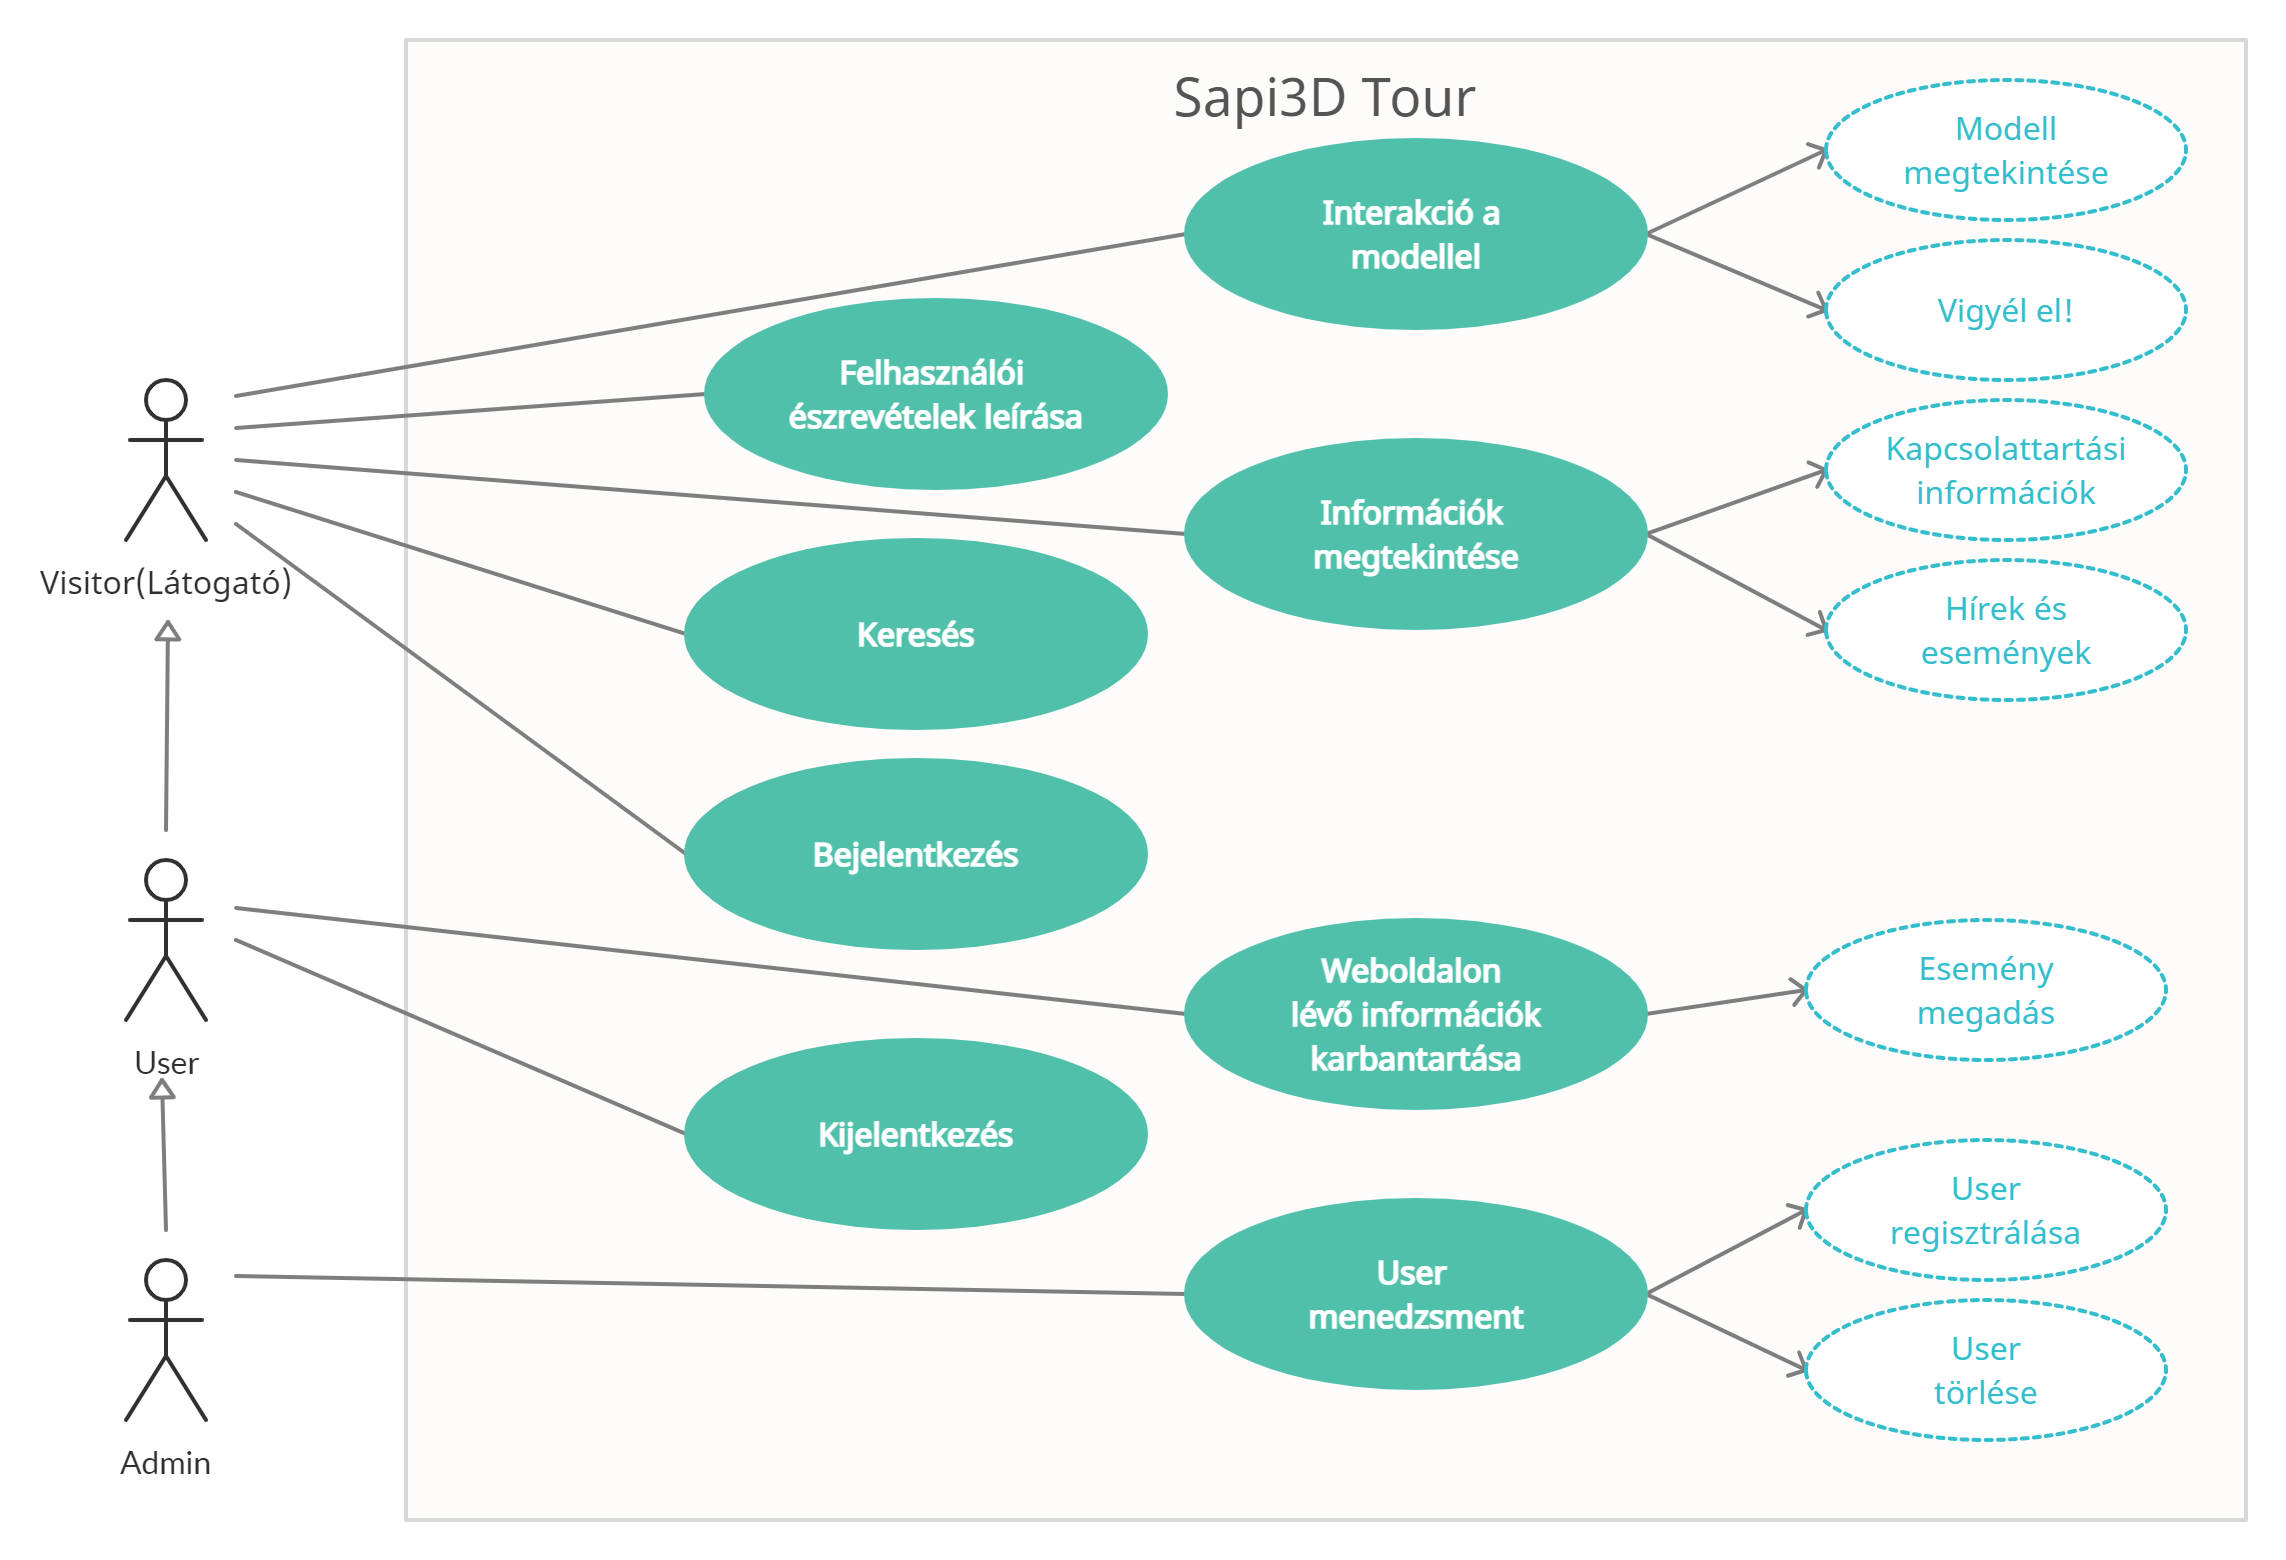 Sapi3D Tour
Modell
megtekintése
Interakció a
modellel
Vigyél el!
Felhasználói
észrevételek leírása
Kapcsolattartási
információk
Információk
megtekintése
Visitor(Látogató)
Hírek és
események
Keresés
Bejelentkezés
Weboldalon
lévő információk
karbantartása
Esemény
megadás
User
Kijelentkezés
User
regisztrálása
User
menedzsment
User
törlése
Admin